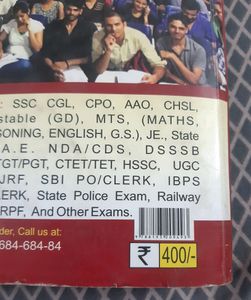 : SSC CGL, CPO, AAO, CHSL,
stable (GD), MTS, (MATHS,
SONING, ENGLISH, G.S.), JE, State
.A.E. NDA/CDS, DSSSB
TGT/PGT, CTET/TET, HSSC, UGC
JRF, SBI PO/CLERK, IBPS
LERK, State Police Exam, Railway
RPF, And Other Exams.
der, Call us at:
684-684-84
₹ 400/-